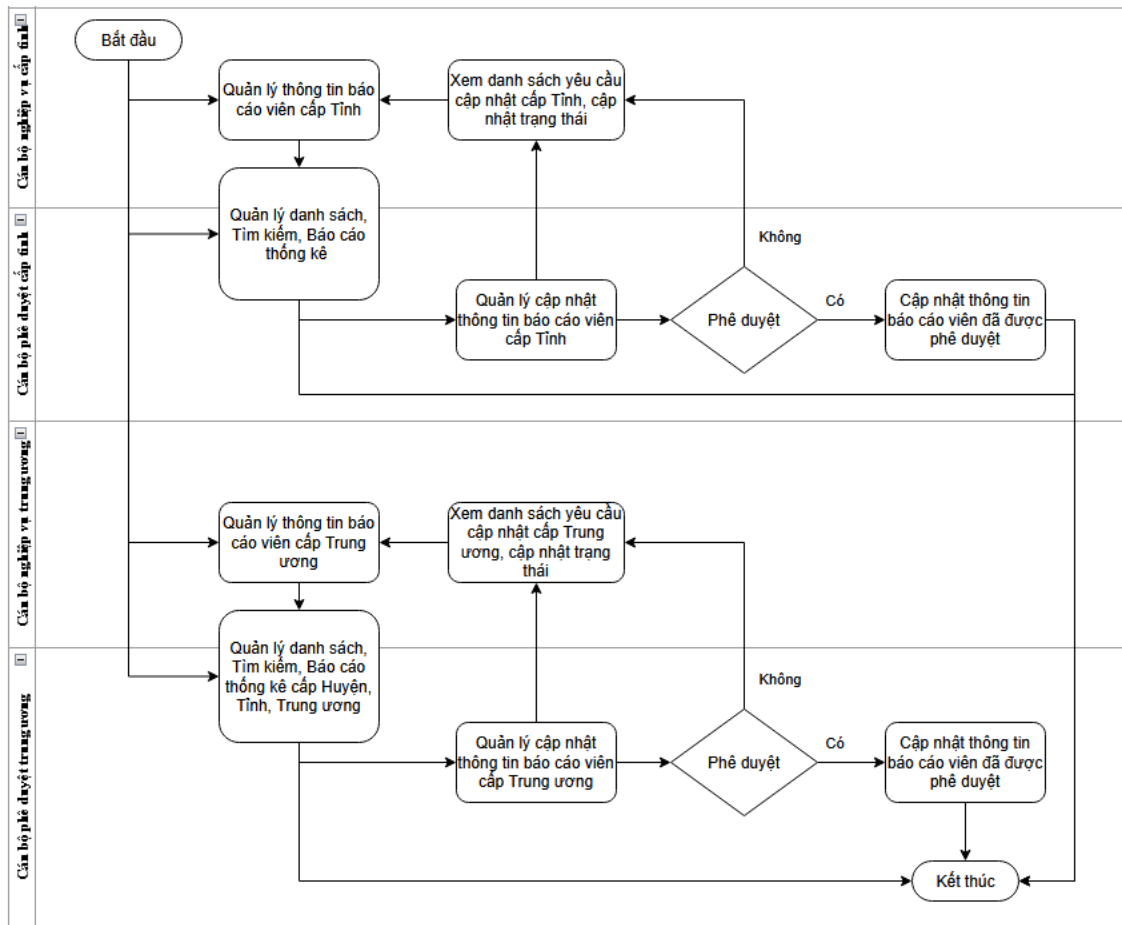 Cán bộ nghiệp vụ cấp tỉnh
Bắt đầu
Quản lý thông tin báo
cáo viên cấp Tỉnh
Xem danh sách yêu cầu
cập nhật cấp Tỉnh, cập
nhật trạng thái
Cán bộ phê duyệt cấp tỉnh
Quản lý danh sách,
Tìm kiếm, Báo cáo
thống kê
Quản lý cập nhật
thông tin báo cáo viên
cấp Tỉnh
Không
Phê duyệt
Có
Cập nhật thông tin
báo cáo viên đã được
phê duyệt
Cán bộ nghiệp vụ trung ương
Quản lý thông tin báo
cáo viên cấp Trung
ương
Xem danh sách yêu cầu
cập nhật cấp Trung
ương, cập nhật trạng
thái
Cán bộ phê duyệt trung ương
Quản lý danh sách,
Tìm kiếm, Báo cáo
thống kê cấp Huyện,
Tỉnh, Trung ương
Quản lý cập nhật
thông tin báo cáo viên
cấp Trung ương
Không
Phê duyệt
Có
Cập nhật thông tin
báo cáo viên đã được
phê duyệt
Kết thúc